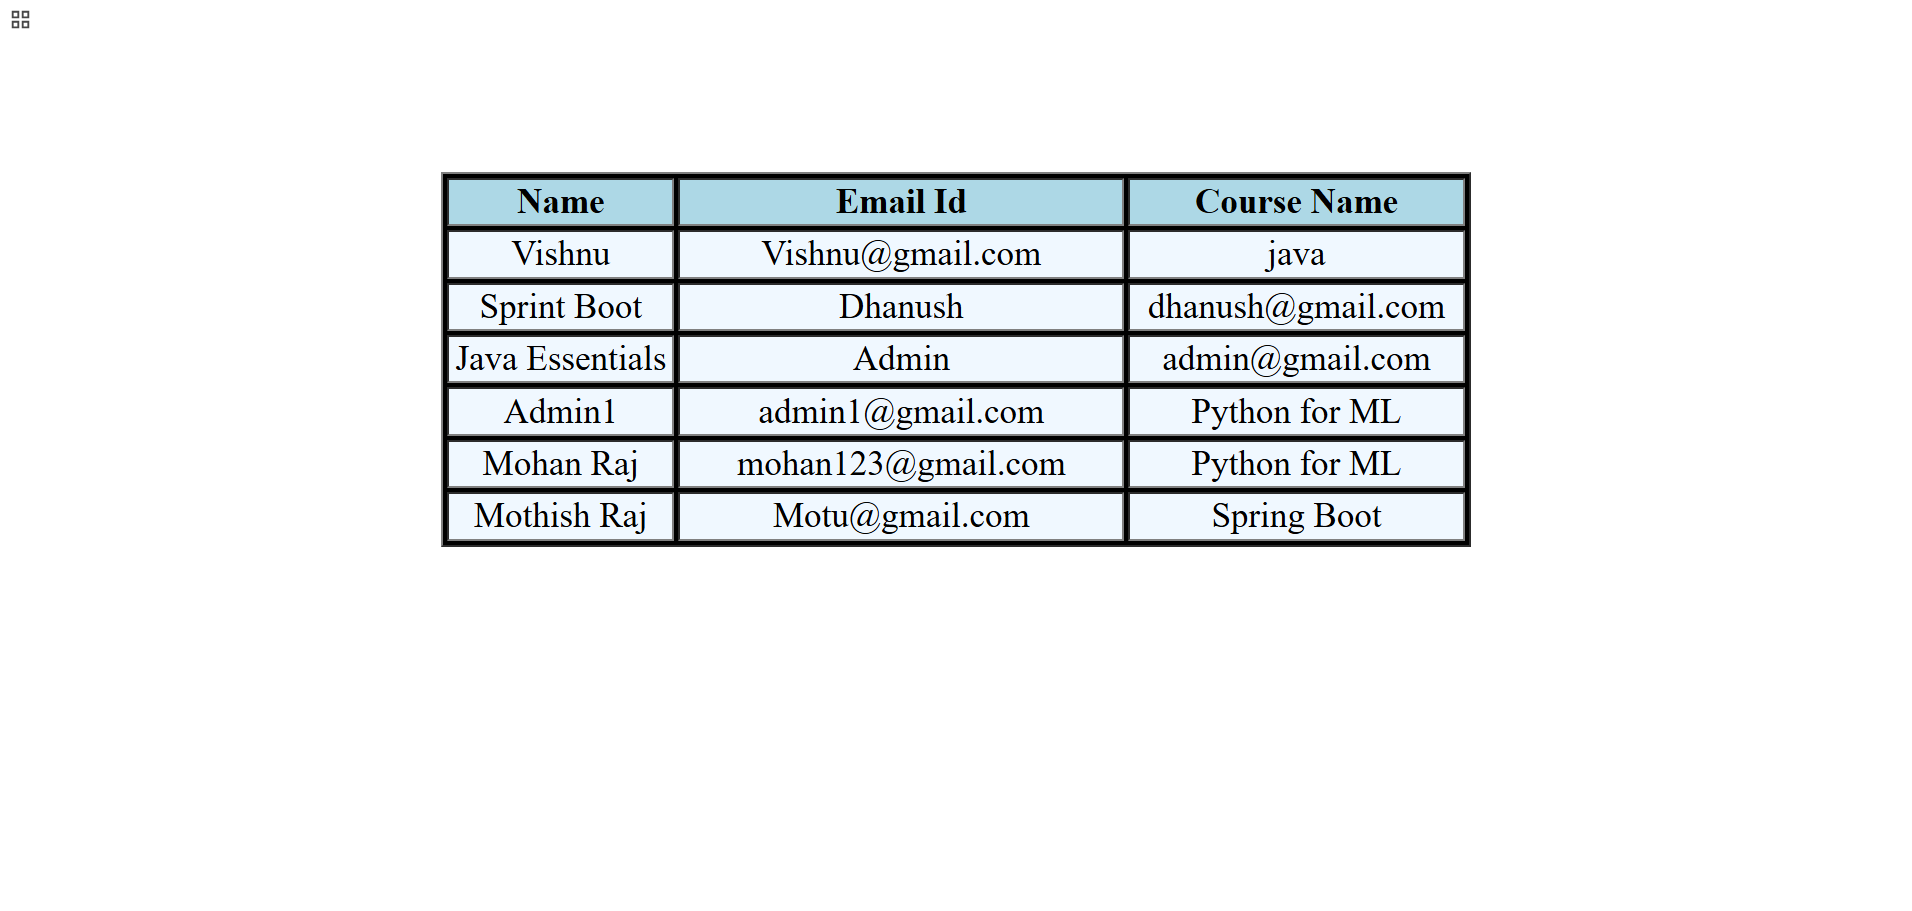 Name Email Id Course Name
Vishnu Vishnu@gmail.com java
Sprint Boot Dhanush dhanush@gmail.com
Java Essentials Admin admin@gmail.com
Admin1 admin1@gmail.com Python for ML
Mohan Raj mohan123@gmail.com Python for ML
Mothish Raj Motu@gmail.com Spring Boot